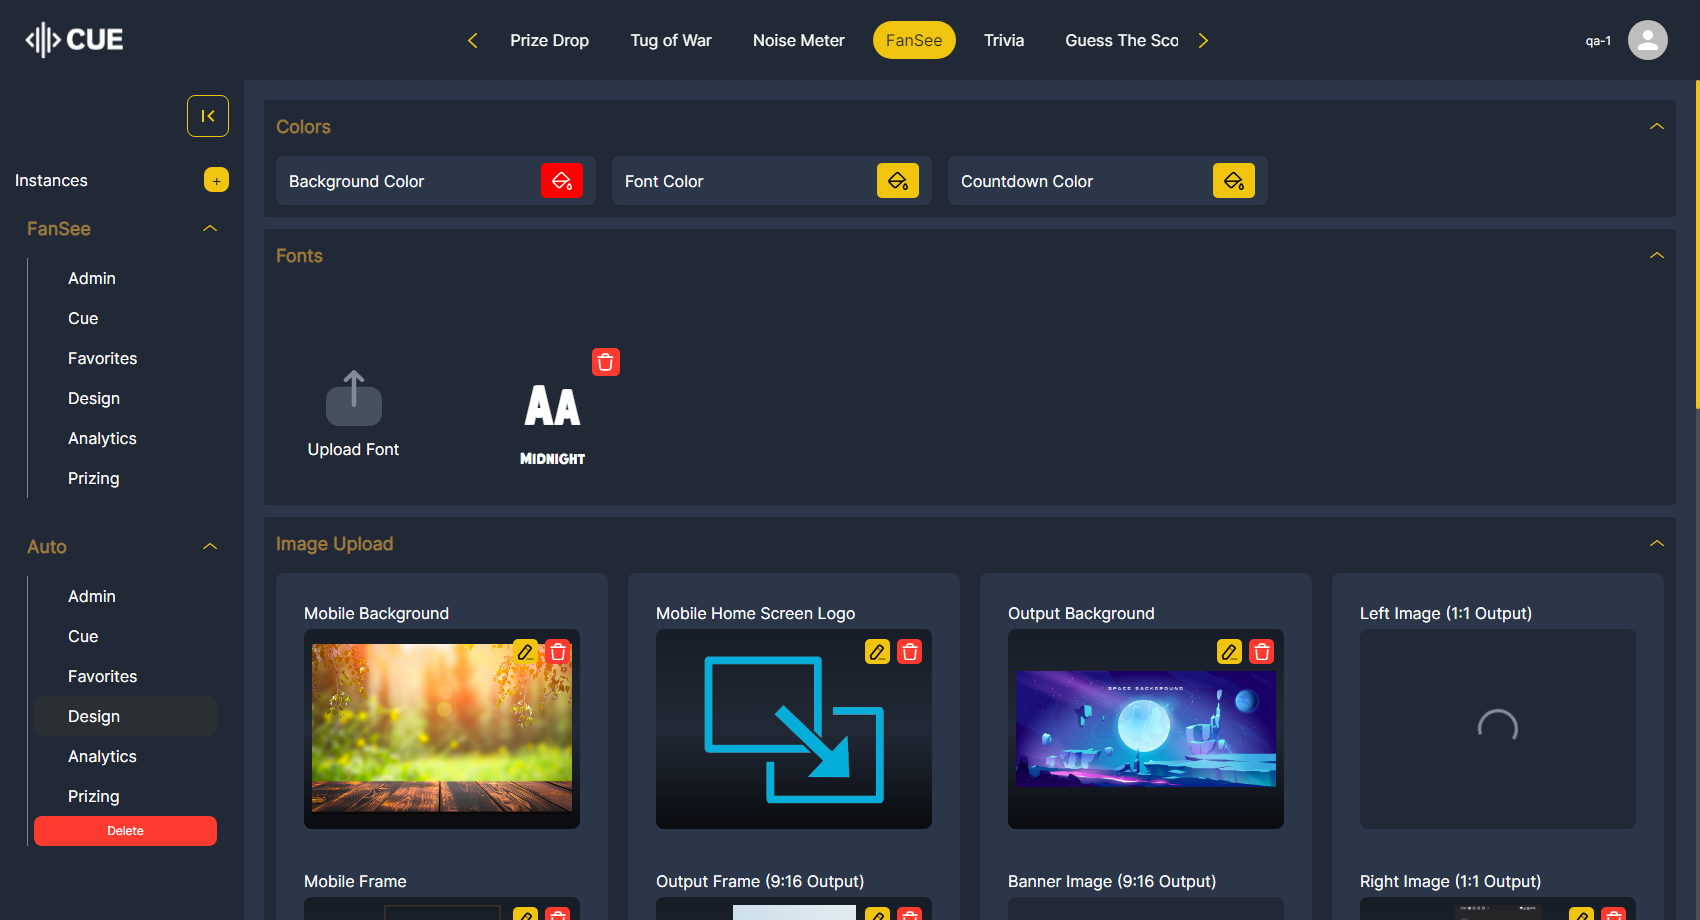 CUE
Prize Drop
Tug of War
Noise Meter
FanSee
Trivia
Guess The Sco
qa-1
Instances
+
FanSee
Admin
Cue
Favorites
Design
Analytics
Prizing
Auto
Admin
Cue
Favorites
Design
Analytics
Prizing
Delete
Colors
Background Color
Font Color
Countdown Color
Fonts
Upload Font
AA
MIDNIGHT
Image Upload
Mobile Background
Mobile Home Screen Logo
Output Background
SPACE BACKGROUND
Left Image (1:1 Output)
Mobile Frame
Output Frame (9:16 Output)
Banner Image (9:16 Output)
Right Image (1:1 Output)